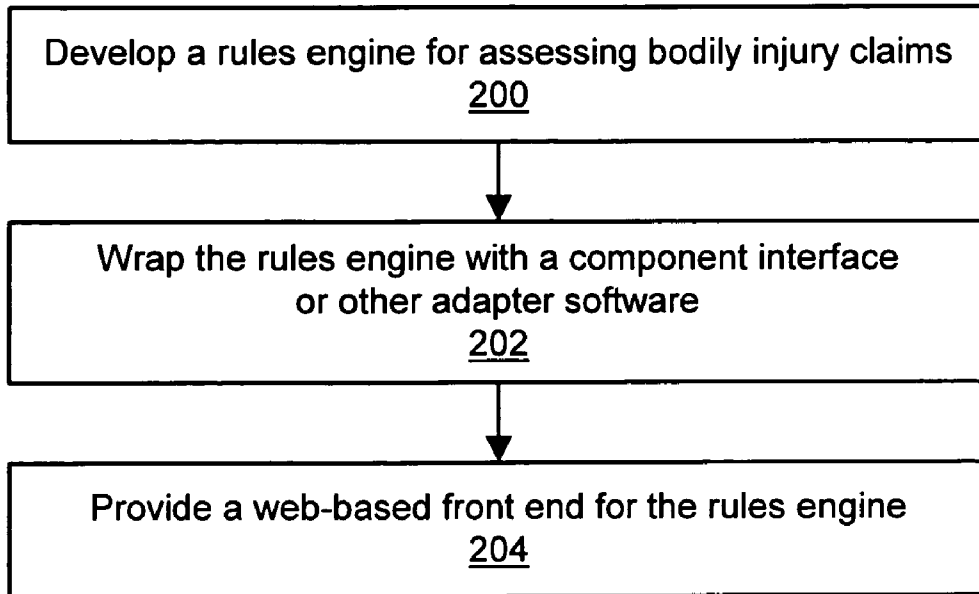 Develop a rules engine for assessing bodily injury claims
200
Wrap the rules engine with a component interface
or other adapter software
202
Provide a web-based front end for the rules engine
204